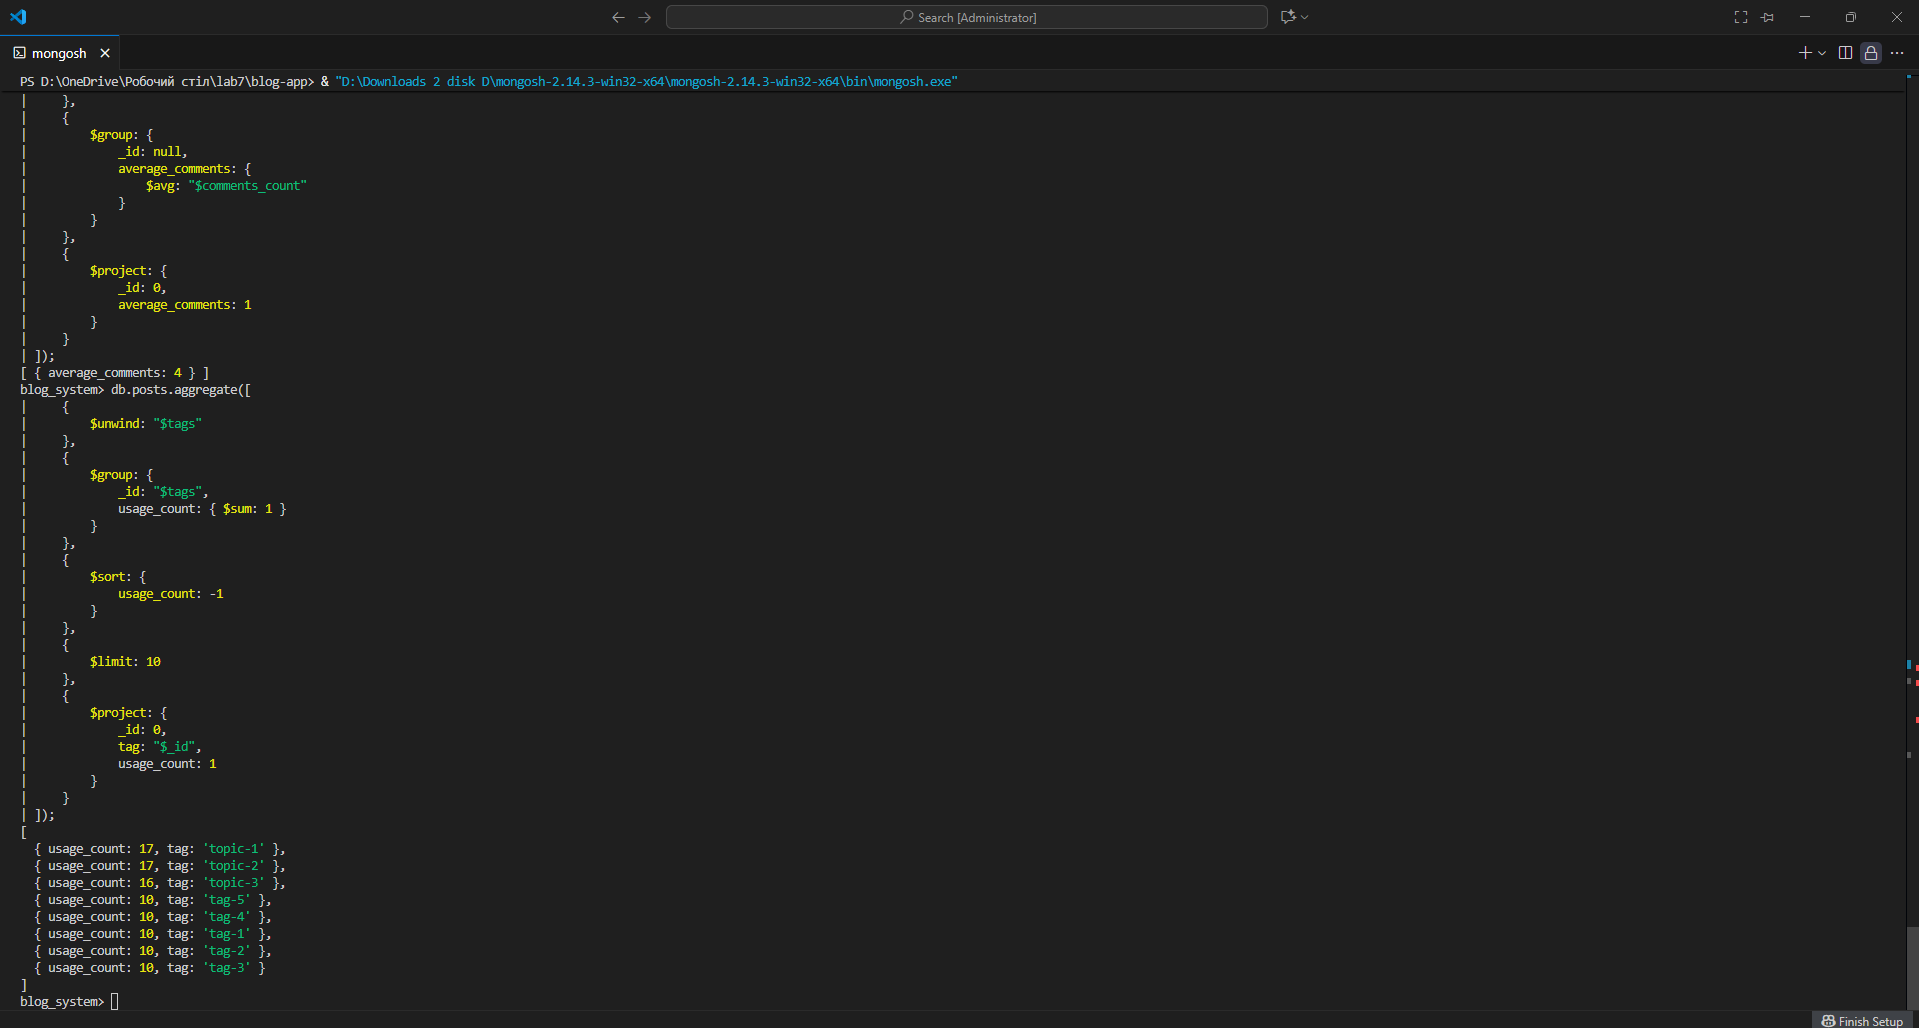 Search [Administrator]
mongosh
PS D:\OneDrive\Робочий стіл\lab7\blog-app> & "D:\Downloads 2 disk D\mongosh-2.14.3-win32-x64\mongosh-2.14.3-win32-x64\bin\mongosh.exe"
|     },
|     {
|         $group: {
|             _id: null,
|             average_comments: {
|                 $avg: "$comments_count"
|             }
|         }
|     },
|     {
|         $project: {
|             _id: 0,
|             average_comments: 1
|         }
|     }
| ]);
[ { average_comments: 4 } ]
blog_system> db.posts.aggregate([
|     {
|         $unwind: "$tags"
|     },
|     {
|         $group: {
|             _id: "$tags",
|             usage_count: { $sum: 1 }
|         }
|     },
|     {
|         $sort: {
|             usage_count: -1
|         }
|     },
|     {
|         $limit: 10
|     },
|     {
|         $project: {
|             _id: 0,
|             tag: "$_id",
|             usage_count: 1
|         }
|     }
| ]);
[
  { usage_count: 17, tag: 'topic-1' },
  { usage_count: 17, tag: 'topic-2' },
  { usage_count: 16, tag: 'topic-3' },
  { usage_count: 10, tag: 'tag-5' },
  { usage_count: 10, tag: 'tag-4' },
  { usage_count: 10, tag: 'tag-1' },
  { usage_count: 10, tag: 'tag-2' },
  { usage_count: 10, tag: 'tag-3' }
]
blog_system>
Finish Setup